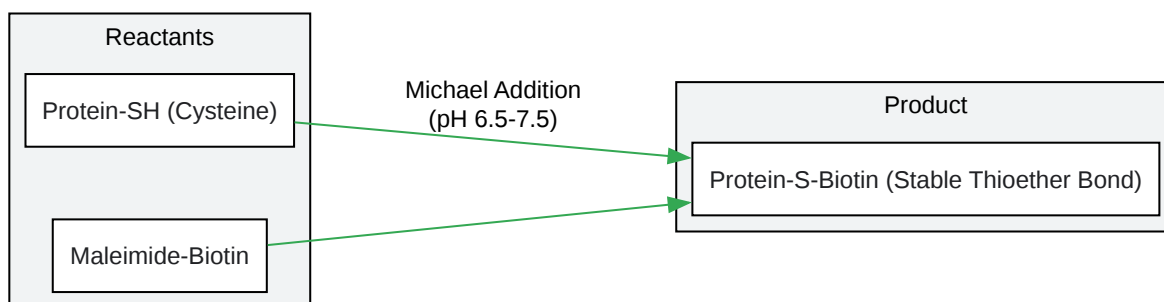 Reactants
Protein-SH (Cysteine)
Maleimide-Biotin
Michael Addition
(pH 6.5-7.5)
Product
Protein-S-Biotin (Stable Thioether Bond)